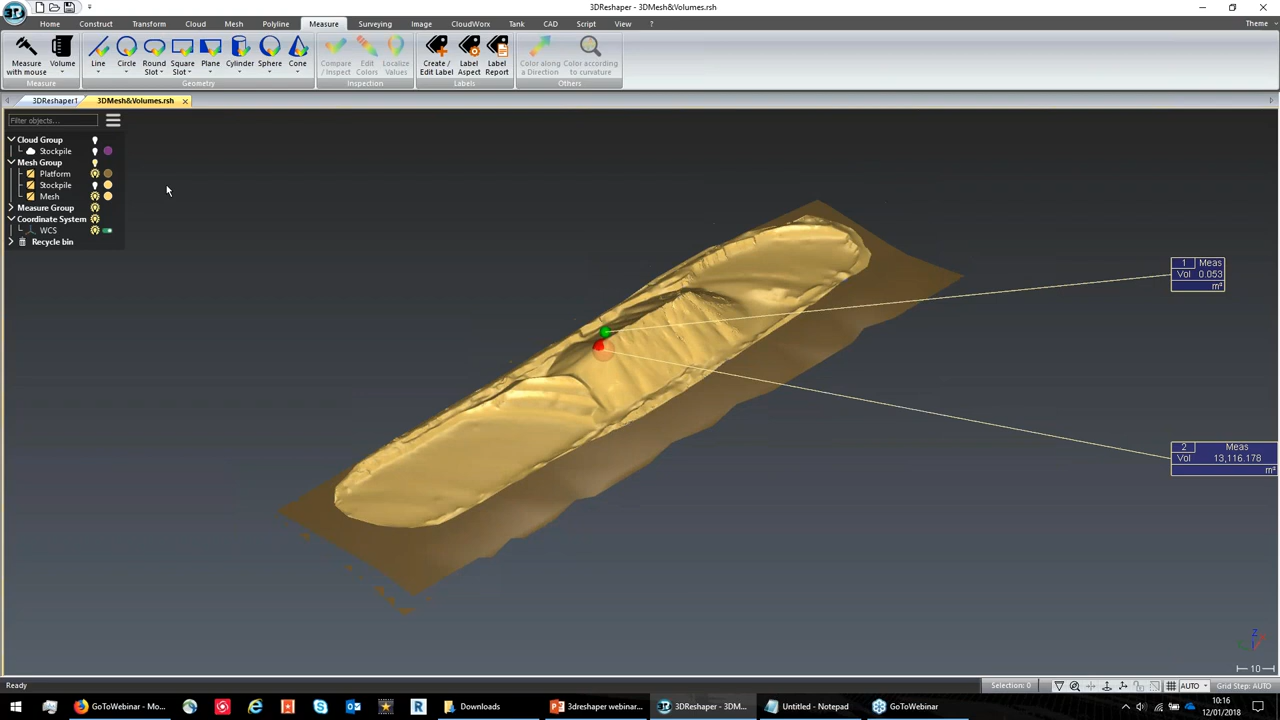 3DReshaper - 3DMesh&Volumes.rsh
Home Construct Transform Cloud Mesh Polyline Measure Surveying Image CloudWorx Tank CAD Script View ? Theme
Measure with mouse
Volume
Line
Circle
Round Slot
Square Slot
Plane
Cylinder
Sphere
Cone
Compare / Inspect
Edit Colors
Localize Values
Create / Edit Label
Label Aspect
Label Report
Color along a Direction
Color according to curvature
Measure Geometry Inspection Labels Others
3DReshaper1 3DMesh&Volumes.rsh
Filter objects...
Cloud Group
Stockpile
Mesh Group
Platform
Stockpile
Mesh
Measure Group
Coordinate System
WCS
Recycle bin
1 Meas
Vol 0.053
m³
2 Meas
Vol 13,116.178
m³
Z
10
Ready Selection: 0 AUTO Grid Step: AUTO
GoToWebinar - Mo...
Downloads
3dreshaper webinar...
3DReshaper - 3DM...
Untitled - Notepad
GoToWebinar
10:16
12/01/2018